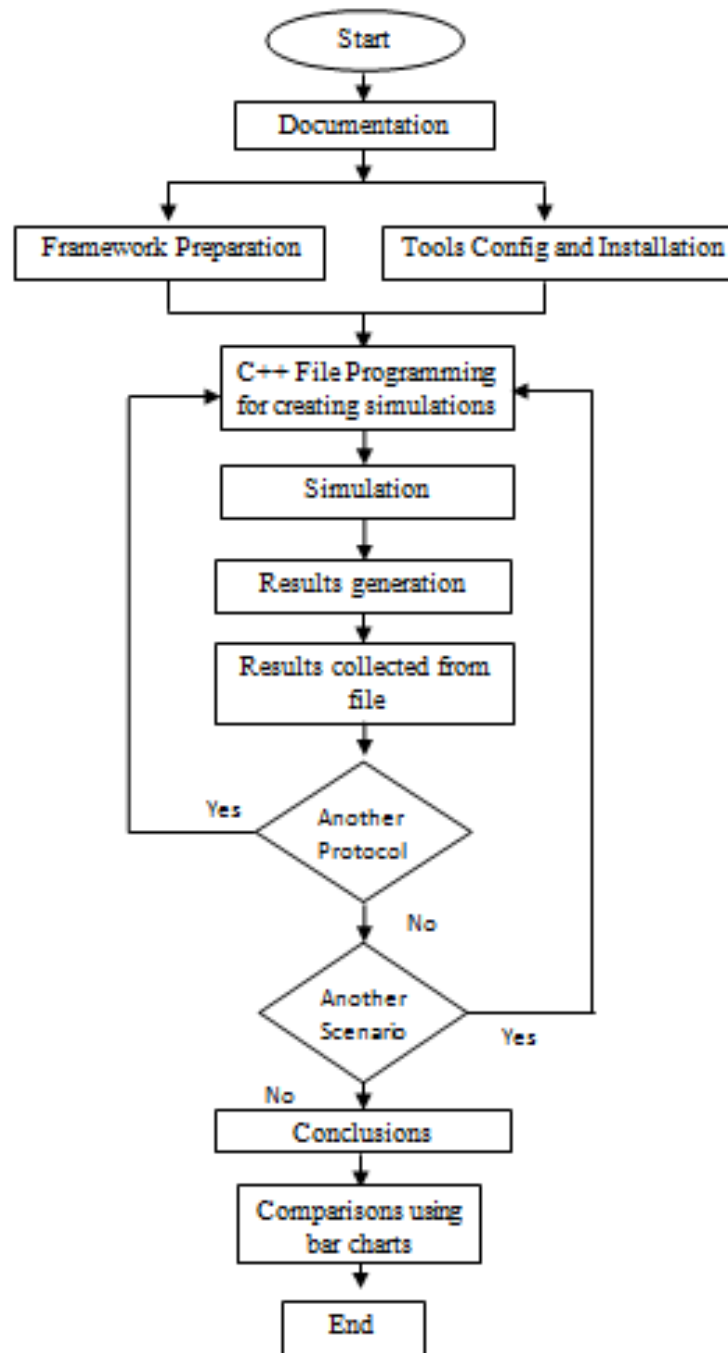 Start
Documentation
Framework Preparation
Tools Config and Installation
C++ File Programming
for creating simulations
Simulation
Results generation
Results collected from
file
Another
Protocol
Yes
No
Another
Scenario
Yes
No
Conclusions
Comparisons using
bar charts
End